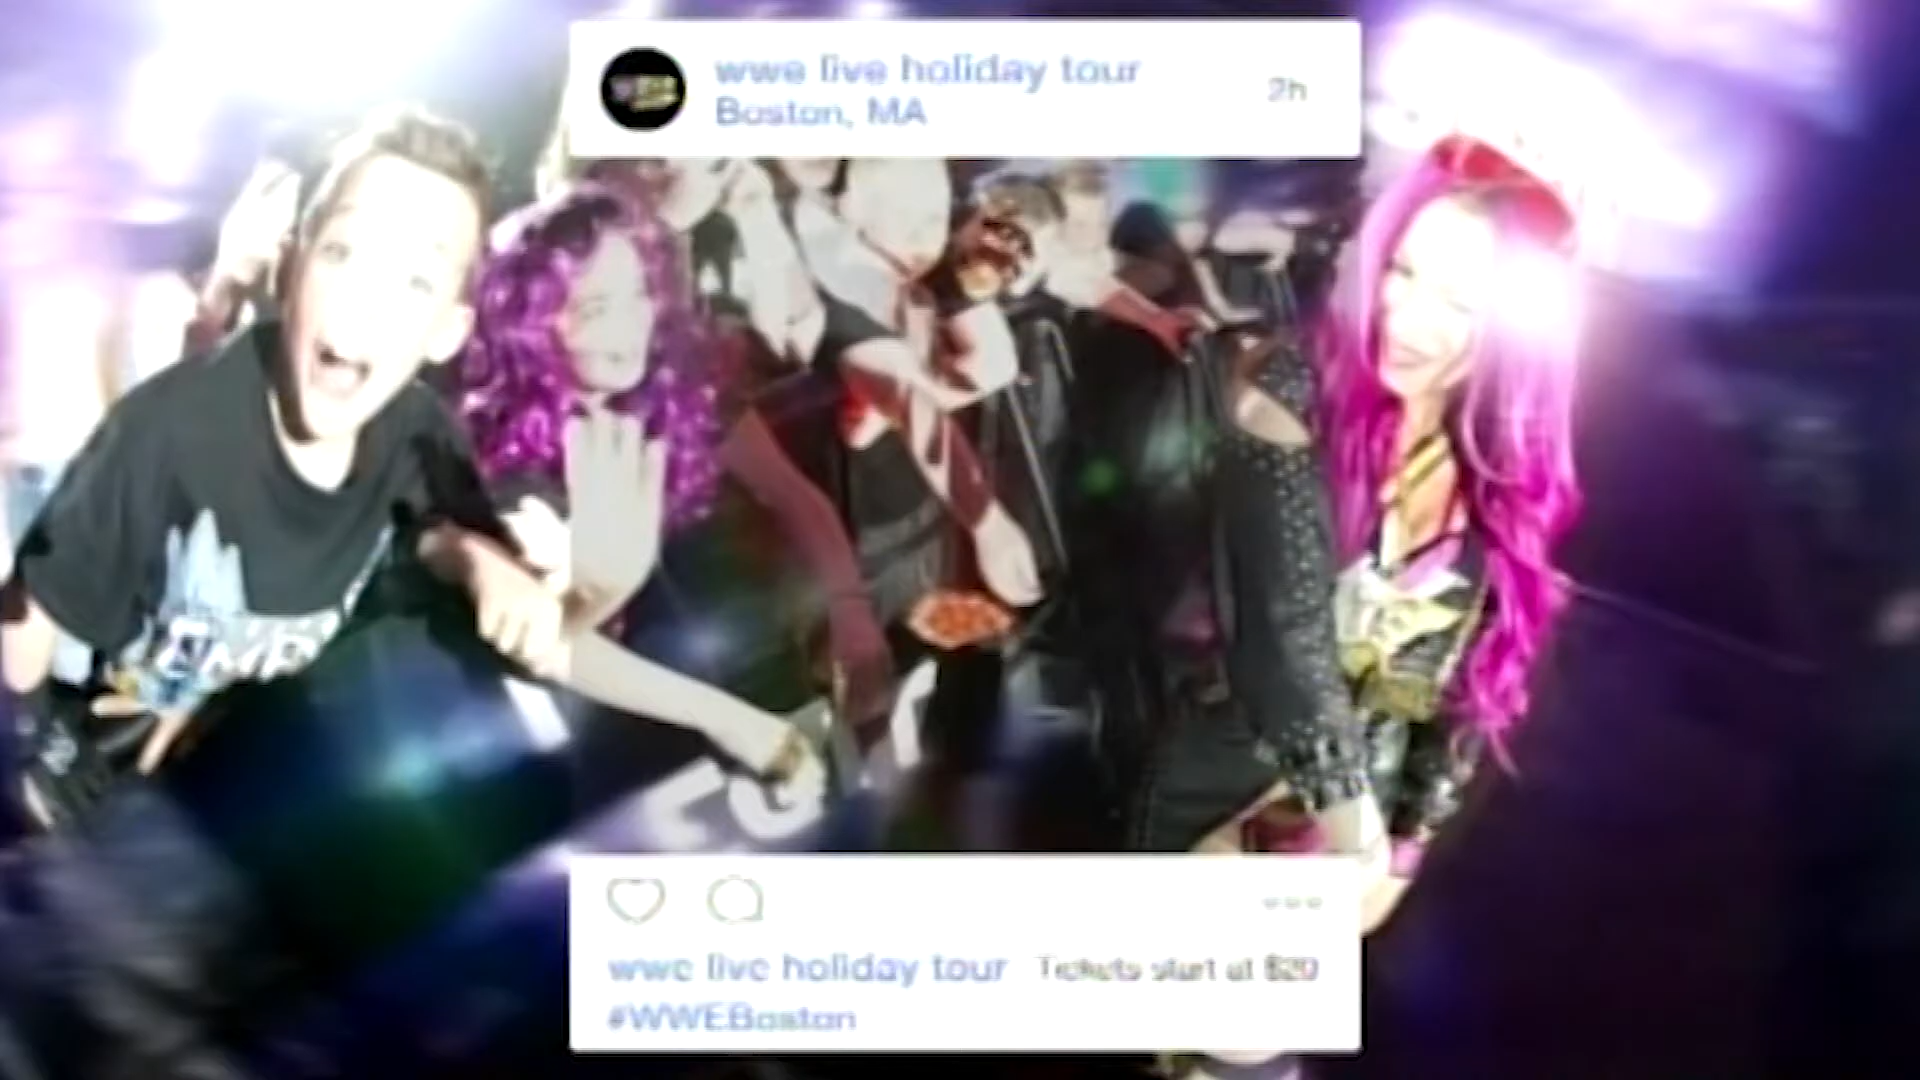 wwe live holiday tour
Boston, MA
2h
wwe live holiday tour Tickets start at $20
#WWEBoston